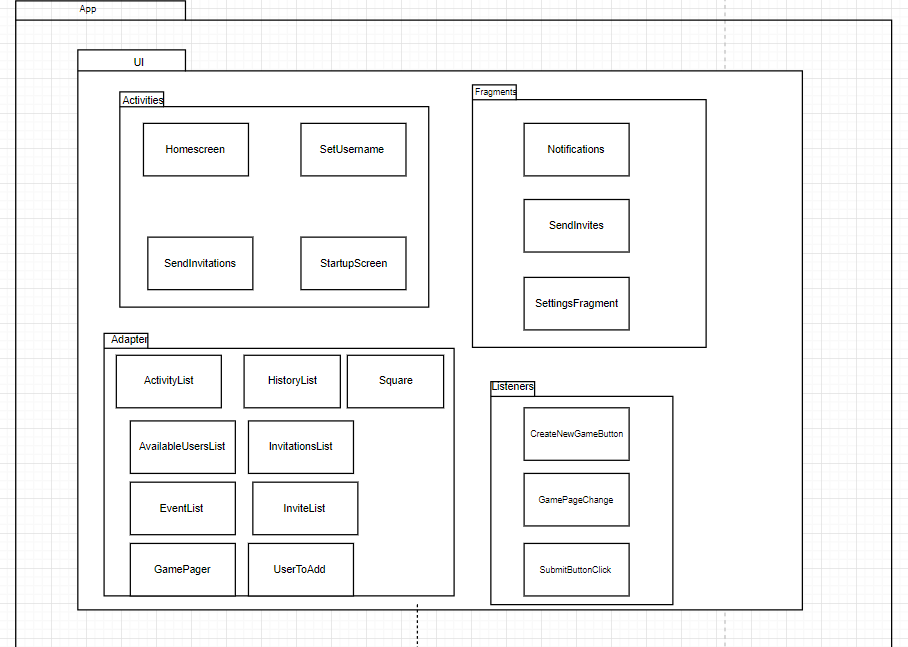 App
UI
Activities
Homescreen
SetUsername
SendInvitations
StartupScreen
Fragments
Notifications
SendInvites
SettingsFragment
Adapter
ActivityList
HistoryList
Square
AvailableUsersList
InvitationsList
EventList
InviteList
GamePager
UserToAdd
Listeners
CreateNewGameButton
GamePageChange
SubmitButtonClick